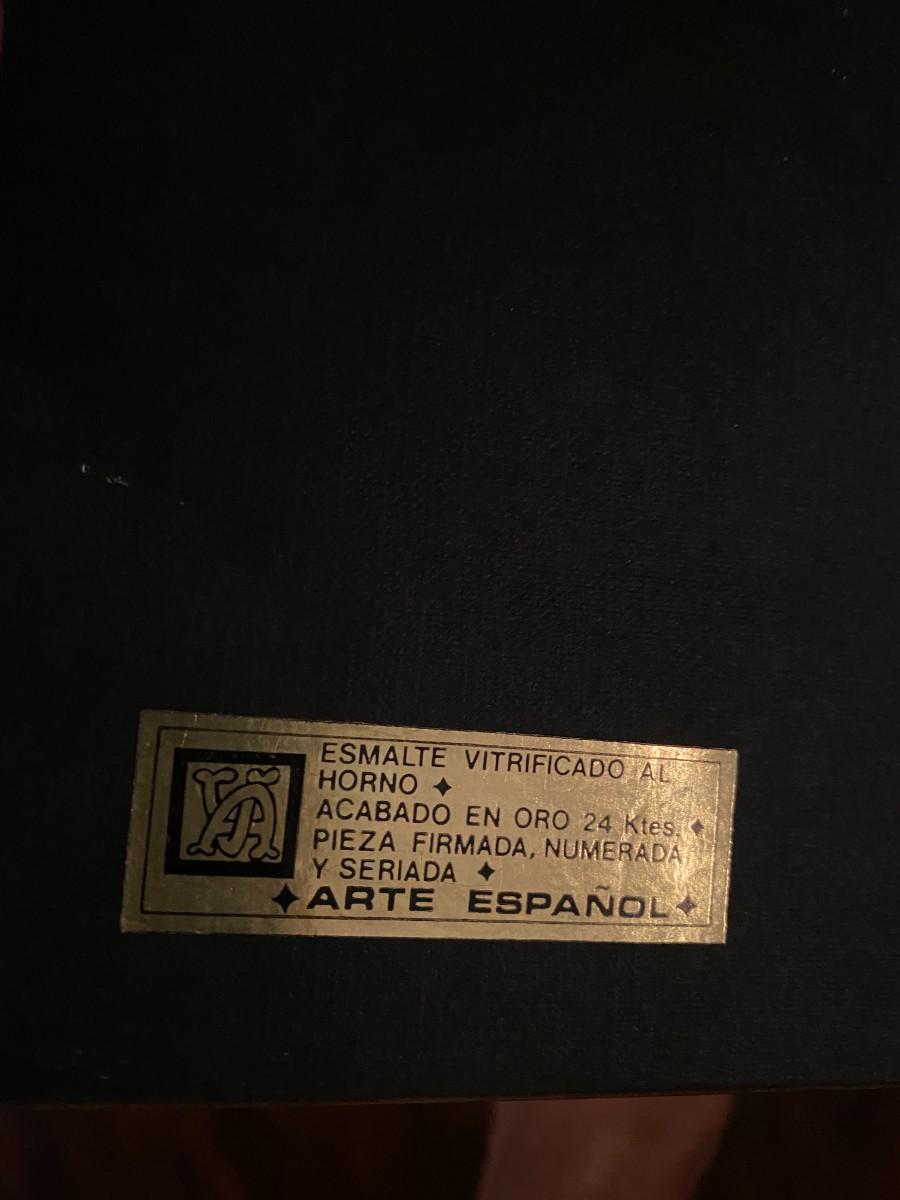 ESMALTE VITRIFICADO AL
HORNO ✦
ACABADO EN ORO 24 Ktes. ✦
PIEZA FIRMADA, NUMERADA
Y SERIADA ✦
✦ARTE ESPAÑOL✦